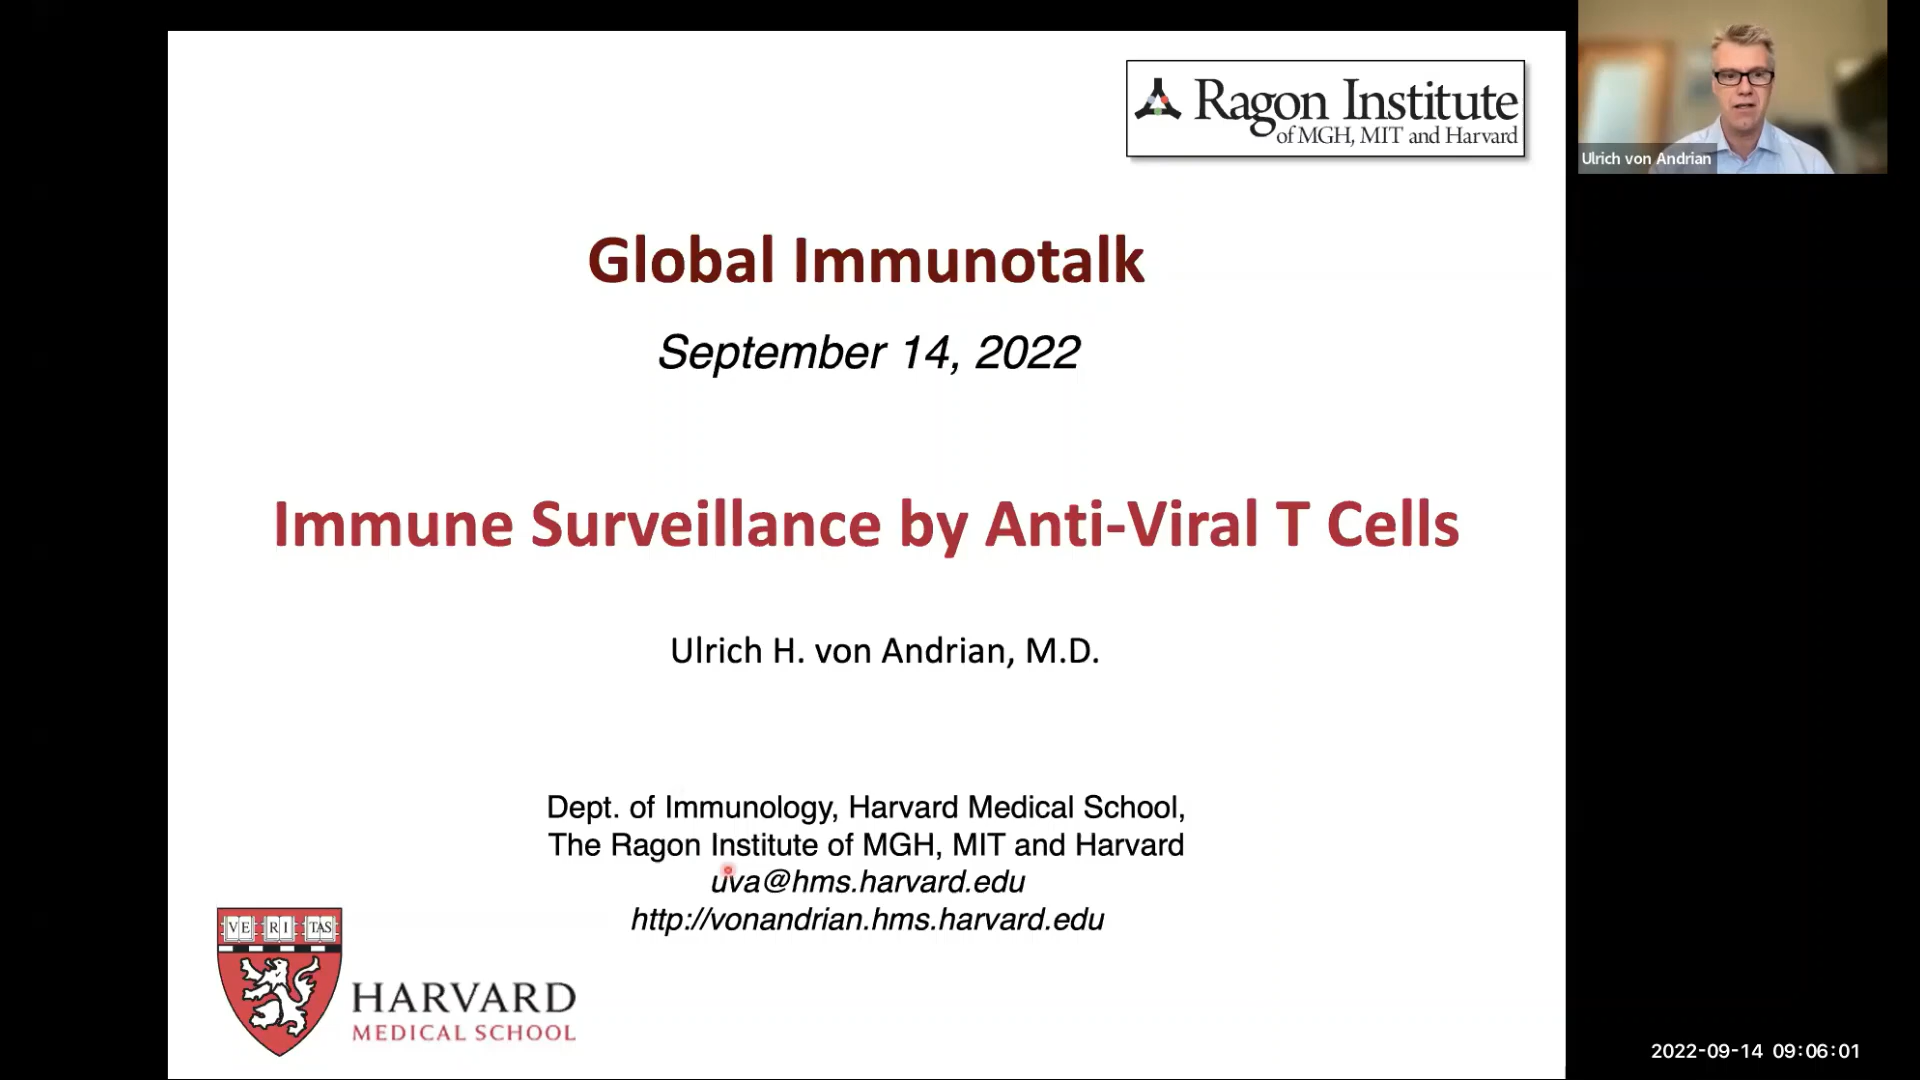 Ragon Institute
of MGH, MIT and Harvard
Ulrich von Andrian
Global Immunotalk
September 14, 2022
Immune Surveillance by Anti-Viral T Cells
Ulrich H. von Andrian, M.D.
Dept. of Immunology, Harvard Medical School,
The Ragon Institute of MGH, MIT and Harvard
uva@hms.harvard.edu
http://vonandrian.hms.harvard.edu
VE RI TAS
HARVARD
MEDICAL SCHOOL
2022-09-14 09:06:01